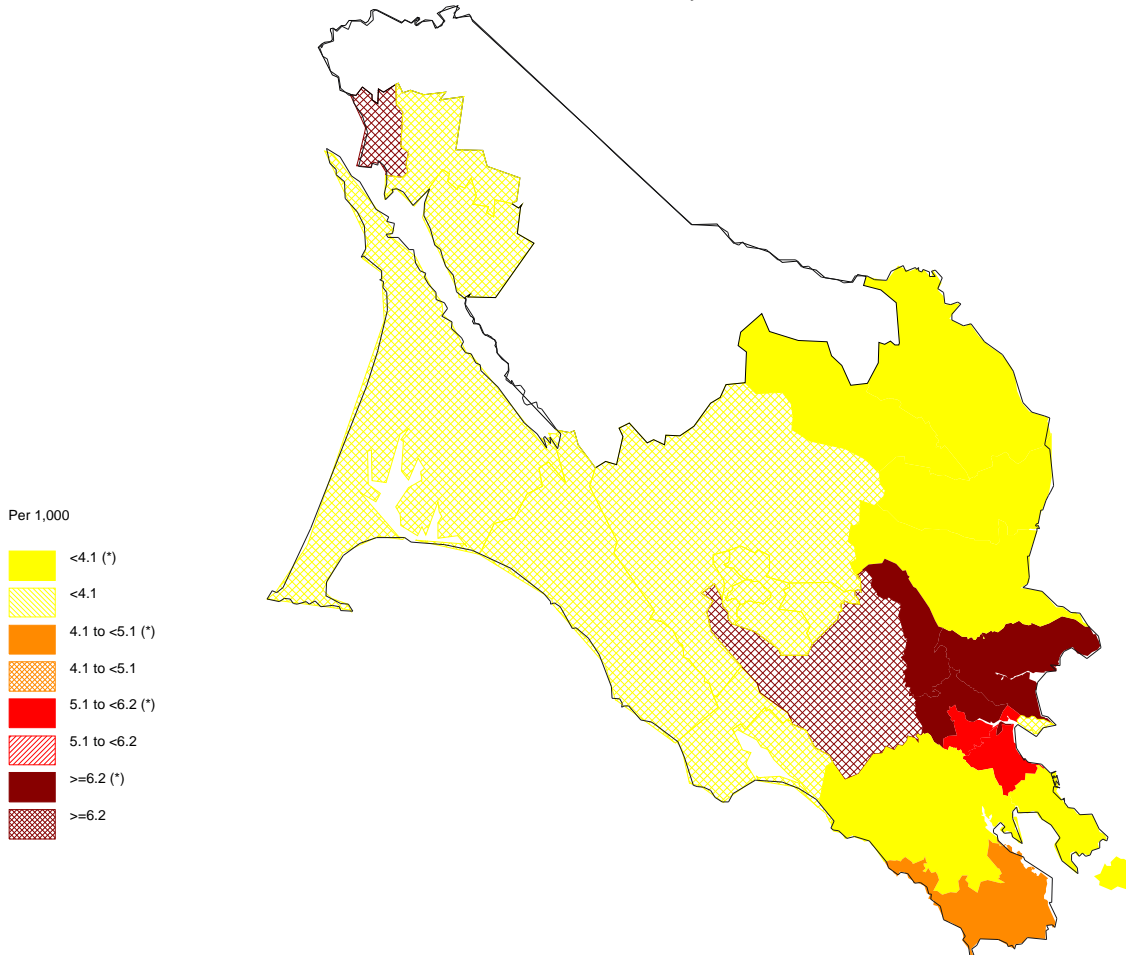 Per 1,000
<4.1 (*)
<4.1
4.1 to <5.1 (*)
4.1 to <5.1
5.1 to <6.2 (*)
5.1 to <6.2
>=6.2 (*)
>=6.2